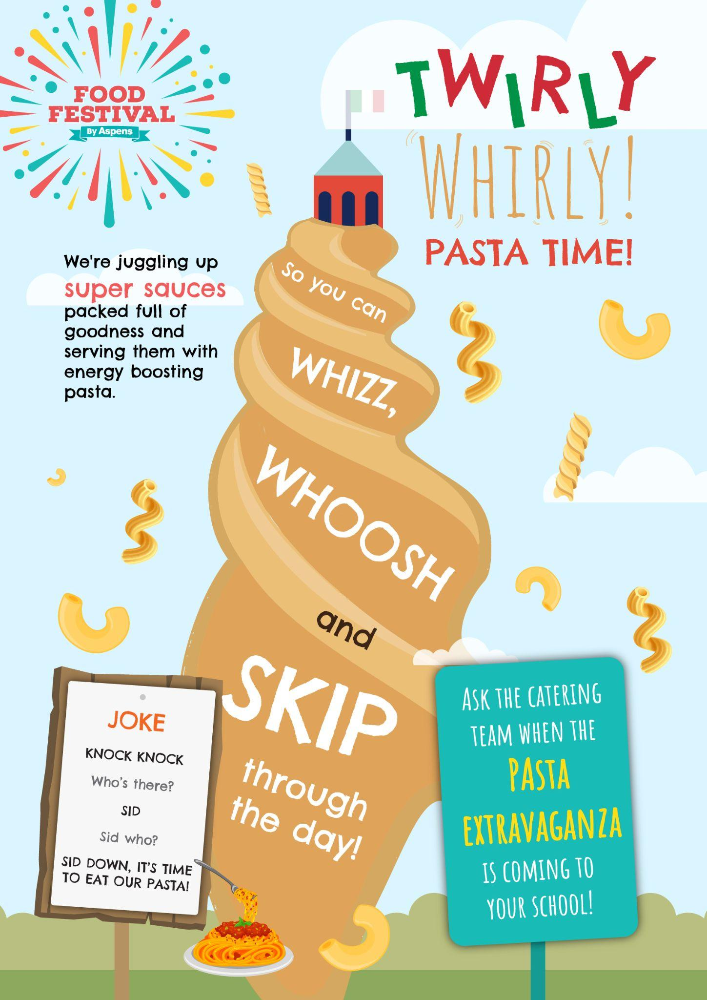 FOOD
FESTIVAL
By Aspens
TWIRLY
WHIRLY!
PASTA TIME!
We're juggling up
super sauces
packed full of
goodness and
serving them with
energy boosting
pasta.
so you can
WHIZZ,
WHOOSH
and
SKIP
through
the day!
JOKE
KNOCK KNOCK
Who's there?
SID
Sid who?
SID DOWN, IT'S TIME
TO EAT OUR PASTA!
ASK THE CATERING
TEAM WHEN THE
PASTA
EXTRAVAGANZA
IS COMING TO
YOUR SCHOOL!